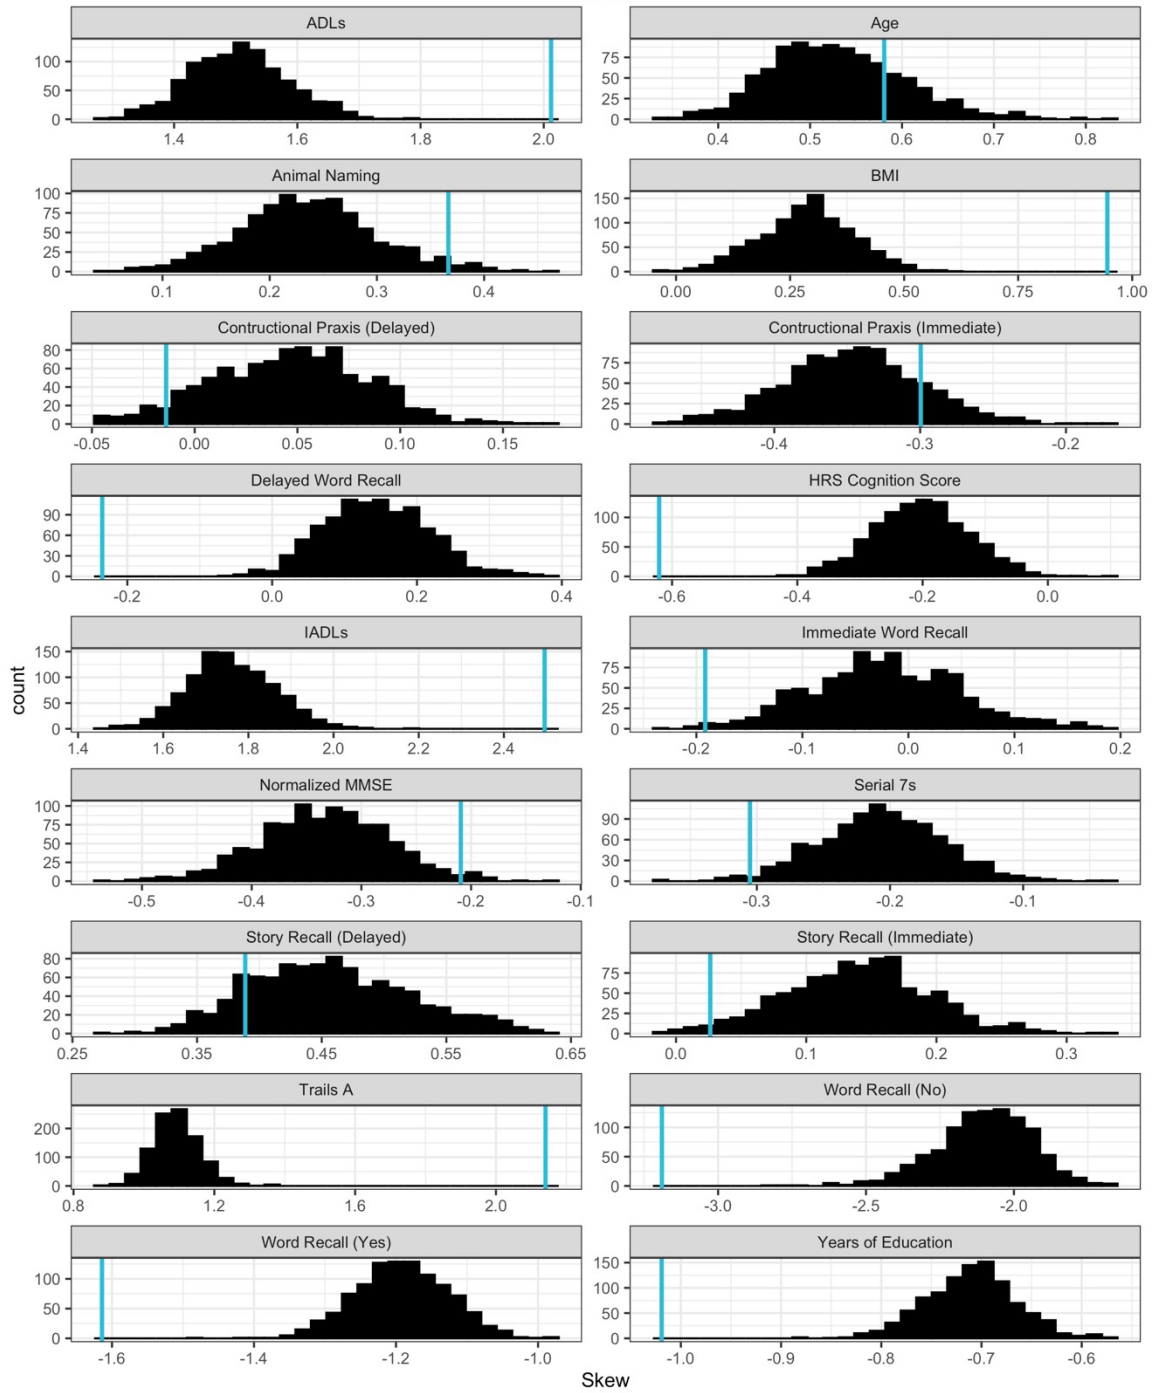 ADLs
100
50
0
1.4 1.6 1.8 2.0
Age
75
50
25
0
0.4 0.5 0.6 0.7 0.8
Animal Naming
100
75
50
25
0
0.1 0.2 0.3 0.4
BMI
150
100
50
0
0.00 0.25 0.50 0.75 1.00
Contructional Praxis (Delayed)
80
60
40
20
0
-0.05 0.00 0.05 0.10 0.15
Contructional Praxis (Immediate)
75
50
25
0
-0.4 -0.3 -0.2
Delayed Word Recall
90
60
30
0
-0.2 0.0 0.2 0.4
HRS Cognition Score
100
50
0
-0.6 -0.4 -0.2 0.0
count
IADLs
150
100
50
0
1.4 1.6 1.8 2.0 2.2 2.4
Immediate Word Recall
75
50
25
0
-0.2 -0.1 0.0 0.1 0.2
Normalized MMSE
100
75
50
25
0
-0.5 -0.4 -0.3 -0.2 -0.1
Serial 7s
90
60
30
0
-0.3 -0.2 -0.1
Story Recall (Delayed)
80
60
40
20
0
0.25 0.35 0.45 0.55 0.65
Story Recall (Immediate)
75
50
25
0
0.0 0.1 0.2 0.3
Trails A
200
100
0
0.8 1.2 1.6 2.0
Word Recall (No)
100
50
0
-3.0 -2.5 -2.0
Word Recall (Yes)
100
50
0
-1.6 -1.4 -1.2 -1.0
Years of Education
150
100
50
0
-1.0 -0.9 -0.8 -0.7 -0.6
Skew